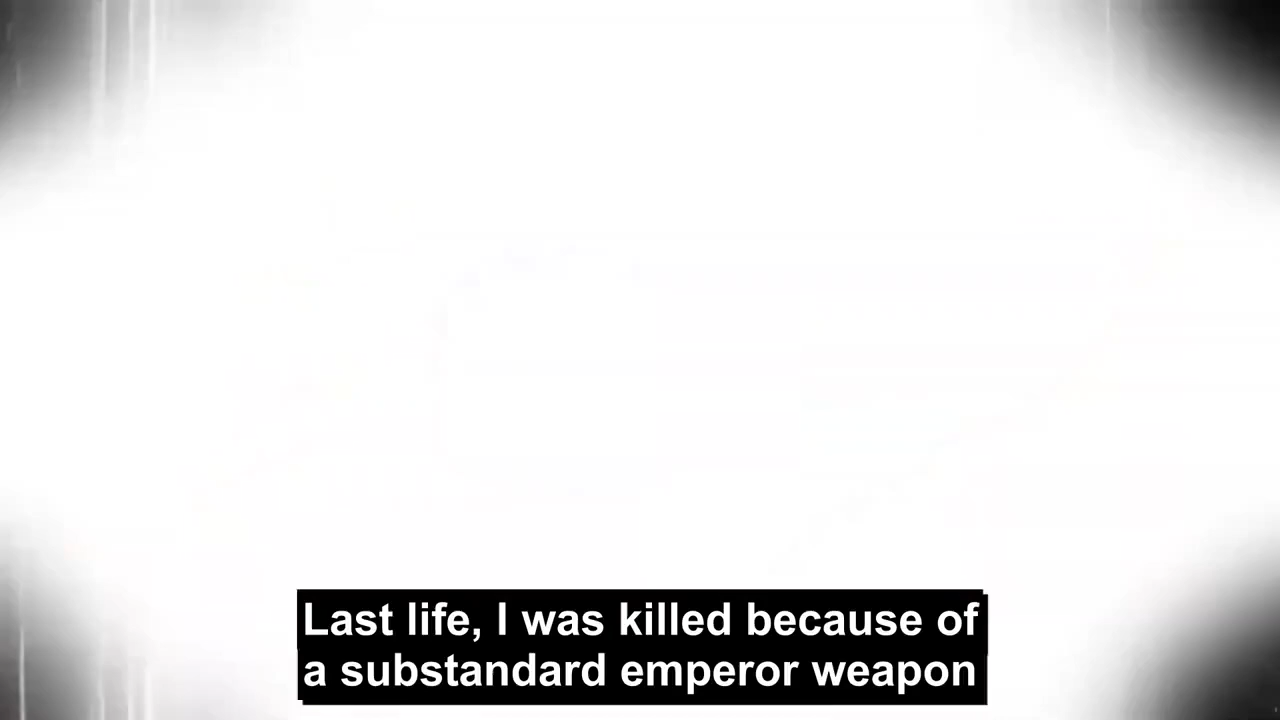 Last life, I was killed because of
a substandard emperor weapon